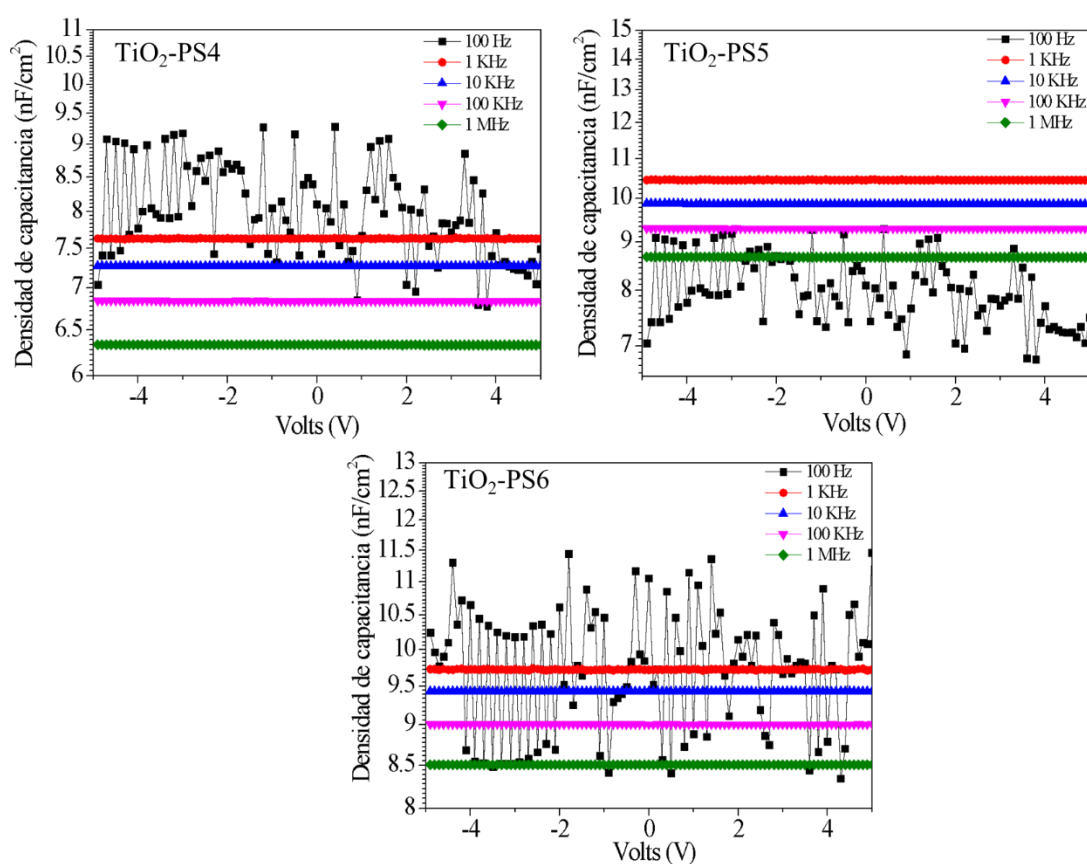 TiO2-PS4
100 Hz
1 KHz
10 KHz
100 KHz
1 MHz
Densidad de capacitancia (nF/cm2)
11
10.5
10
9.5
9
8.5
8
7.5
7
6.5
6
-4
-2
0
2
4
Volts (V)
TiO2-PS5
100 Hz
1 KHz
10 KHz
100 KHz
1 MHz
Densidad de capacitancia (nF/cm2)
15
14
13
12
11
10
9
8
7
-4
-2
0
2
4
Volts (V)
TiO2-PS6
100 Hz
1 KHz
10 KHz
100 KHz
1 MHz
Densidad de capacitancia (nF/cm2)
13
12.5
12
11.5
11
10.5
10
9.5
9
8.5
8
-4
-2
0
2
4
Volts (V)